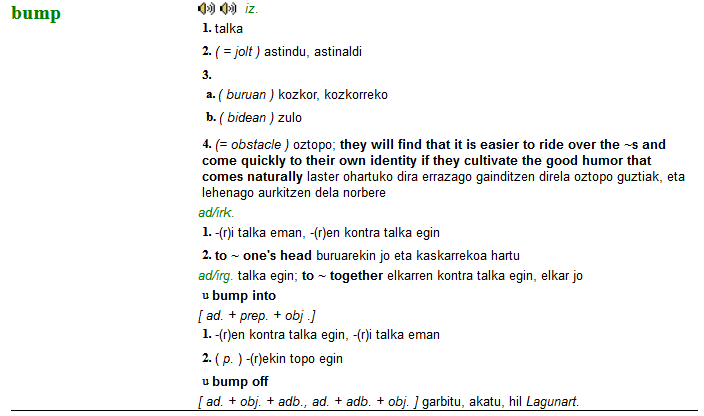 bump iz.
1. talka
2. ( = jolt ) astindu, astinaldi
3.
a. ( buruan ) kozkor, kozkorreko
b. ( bidean ) zulo
4. (= obstacle ) oztopo; they will find that it is easier to ride over the ~s and
come quickly to their own identity if they cultivate the good humor that
comes naturally laster ohartuko dira errazago gainditzen direla oztopo guztiak, eta
lehenago aurkitzen dela norbere
ad/irk.
1. -(r)i talka eman, -(r)en kontra talka egin
2. to ~ one's head buruarekin jo eta kaskarrekoa hartu
ad/irg. talka egin; to ~ together elkarren kontra talka egin, elkar jo
u bump into
[ ad. + prep. + obj .]
1. -(r)en kontra talka egin, -(r)i talka eman
2. ( p. ) -(r)ekin topo egin
u bump off
[ ad. + obj. + adb., ad. + adb. + obj. ] garbitu, akatu, hil Lagunart.